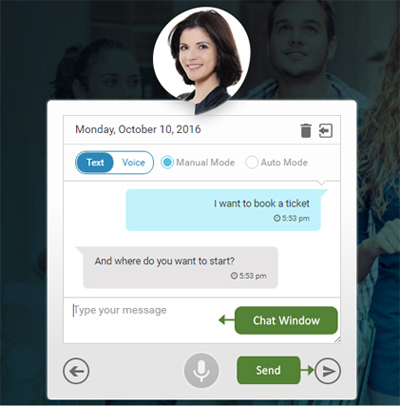 Monday, October 10, 2016
Text Voice Manual Mode Auto Mode
I want to book a ticket
5:53 pm
And where do you want to start?
5:53 pm
Type your message
Chat Window
Send